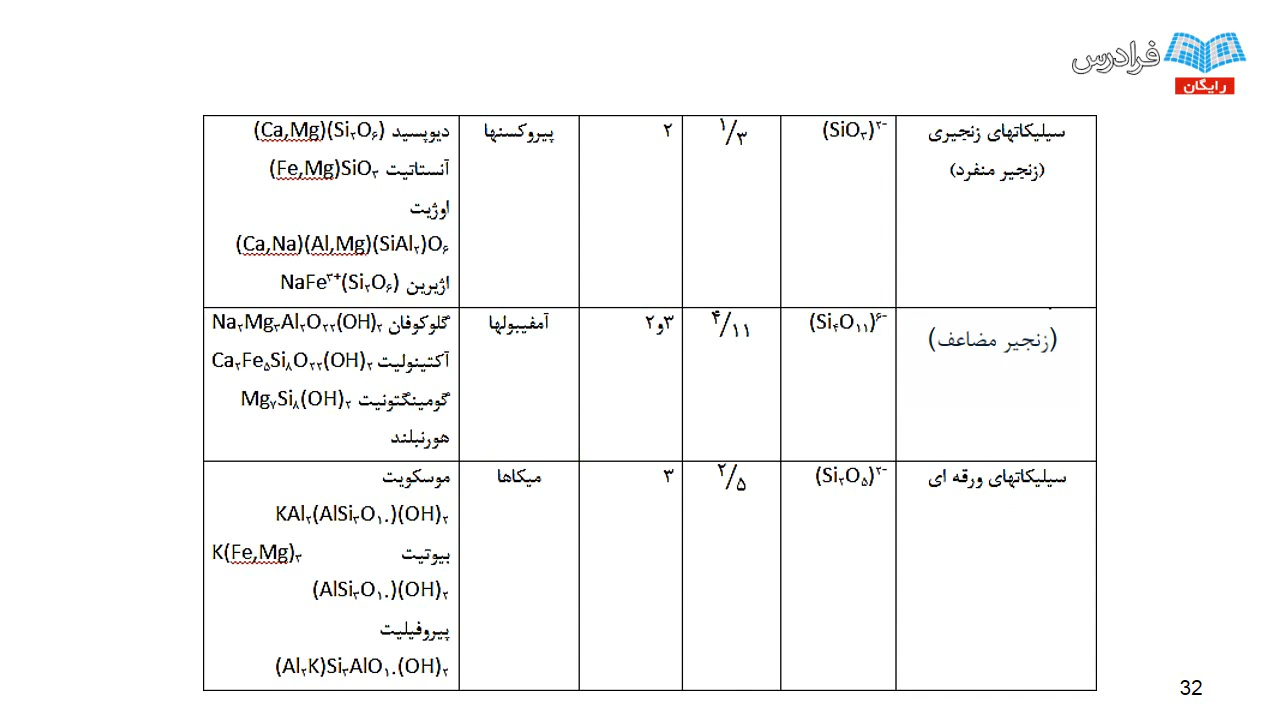 فرادرس
رایگان
سیلیکاتهای زنجیری
(زنجیر منفرد)
(SiO۳)۲-
۱/۳
۲
پیروکسنها
دیوپسید (Ca,Mg)(Si۲O۶)
آنستاتیت (Fe,Mg)SiO۳
اوژیت
(Ca,Na)(Al,Mg)(SiAl۲)O۶
اژیرین NaFe۳+(Si۲O۶)
(زنجیر مضاعف)
(Si۴O۱۱)۶-
۴/۱۱
۳و۲
آمفیبولها
گلوکوفان Na۲Mg۳Al۲O۲۲(OH)۲
آکتینولیت Ca۲Fe۵Si۸O۲۲(OH)۲
گومینگتونیت Mg۷Si۸(OH)۲
هورنبلند
سیلیکاتهای ورقه ای
(Si۲O۵)۲-
۲/۵
۳
میکاها
موسکویت
KAl۲(AlSi۳O۱۰)(OH)۲
بیوتیت K(Fe,Mg)۳
(AlSi۳O۱۰)(OH)۲
پیروفیلیت
(Al۲K)Si۳AlO۱۰(OH)۲
32